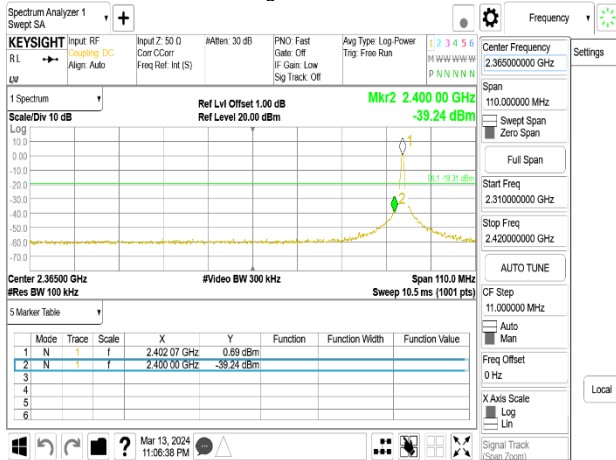 Spectrum Analyzer 1
Swept SA
+
Frequency
KEYSIGHT
RL
Input: RF
Coupling: DC
Align: Auto
Input Z: 50 Ω
Corr CCorr
Freq Ref: Int (S)
#Atten: 30 dB
PNO: Fast
Gate: Off
IF Gain: Low
Sig Track: Off
Avg Type: Log-Power
Trig: Free Run
1 2 3 4 5 6
M W W W W W
P N N N N N
1 Spectrum
Scale/Div 10 dB
Ref Lvl Offset 1.00 dB
Ref Level 20.00 dBm
Mkr2 2.400 00 GHz
-39.24 dBm
Log
10.0
0.00
-10.0
-20.0
-30.0
-40.0
-50.0
-60.0
-70.0
1
DL1 -19.31 dBm
2
Center 2.36500 GHz
#Res BW 100 kHz
#Video BW 300 kHz
Span 110.0 MHz
Sweep 10.5 ms (1001 pts)
5 Marker Table
Mode Trace Scale X Y Function Function Width Function Value
1 N 1 f 2.402 07 GHz 0.69 dBm
2 N 1 f 2.400 00 GHz -39.24 dBm
3
4
5
6
?
Mar 13, 2024
11:06:38 PM
Center Frequency
2.365000000 GHz
Settings
Span
110.000000 MHz
Swept Span
Zero Span
Full Span
Start Freq
2.310000000 GHz
Stop Freq
2.420000000 GHz
AUTO TUNE
CF Step
11.000000 MHz
Auto
Man
Freq Offset
0 Hz
Local
X Axis Scale
Log
Lin
Signal Track
(Span Zoom)